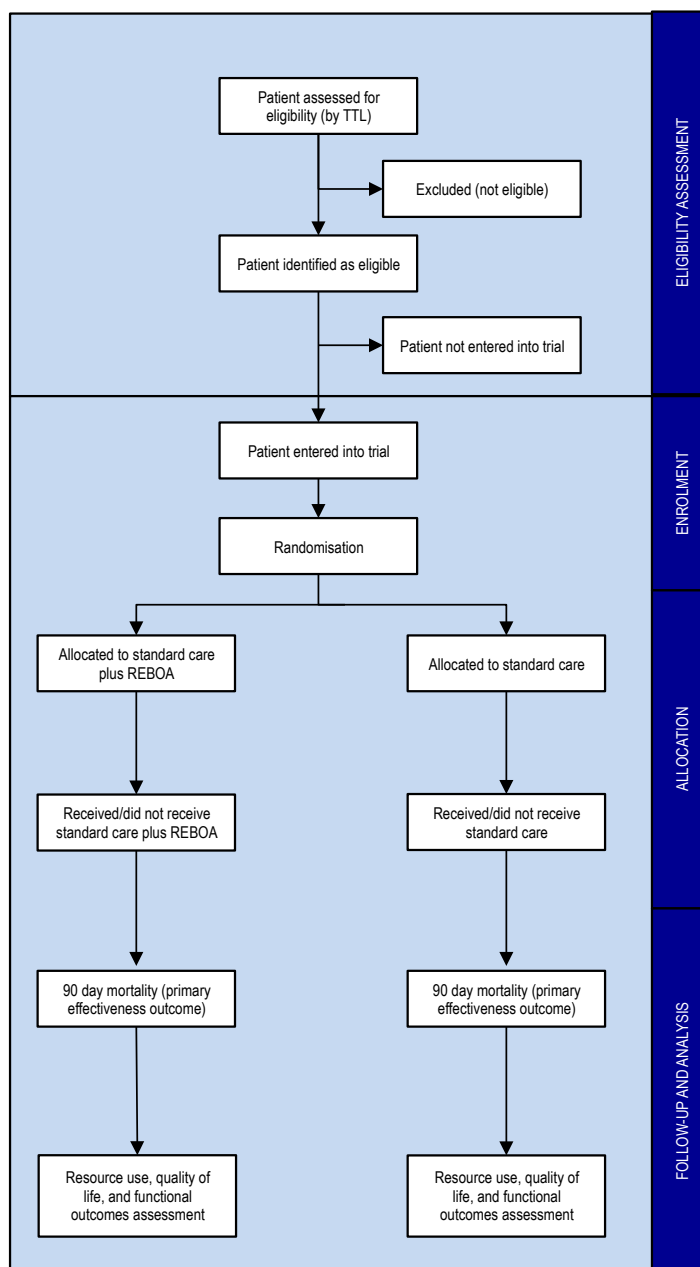 Patient assessed for
eligibility (by TTL)
Excluded (not eligible)
Patient identified as eligible
Patient not entered into trial
ELIGIBILITY ASSESSMENT
Patient entered into trial
Randomisation
ENROLMENT
Allocated to standard care
plus REBOA
Allocated to standard care
Received/did not receive
standard care plus REBOA
Received/did not receive
standard care
ALLOCATION
90 day mortality (primary
effectiveness outcome)
90 day mortality (primary
effectiveness outcome)
Resource use, quality of
life, and functional
outcomes assessment
Resource use, quality of
life, and functional
outcomes assessment
FOLLOW-UP AND ANALYSIS